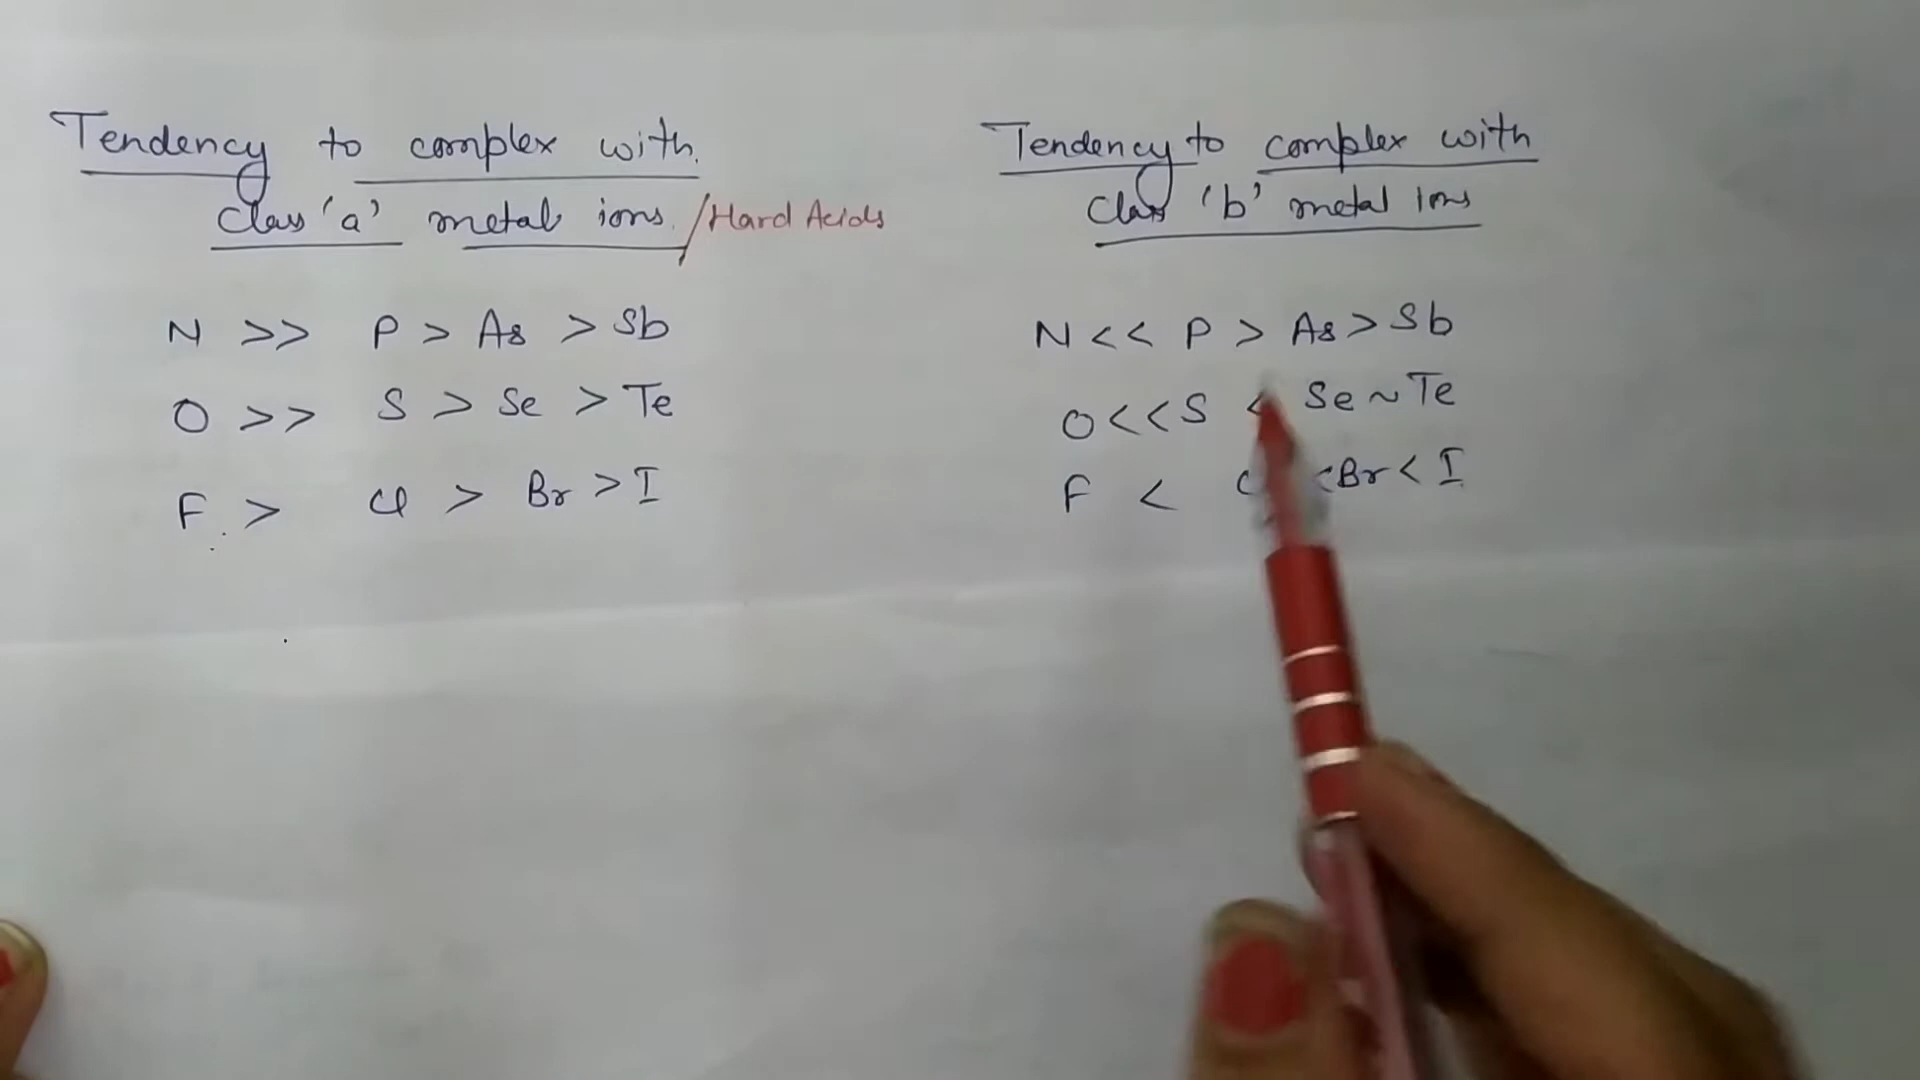 Tendency to complex with
class 'a' metal ions. / Hard Acids
N >> P > As > Sb
O >> S > Se > Te
F > Cl > Br > I
Tendency to complex with
Class 'b' metal Ions
N << P > As > Sb
O << S < Se ~ Te
F < < Br < I